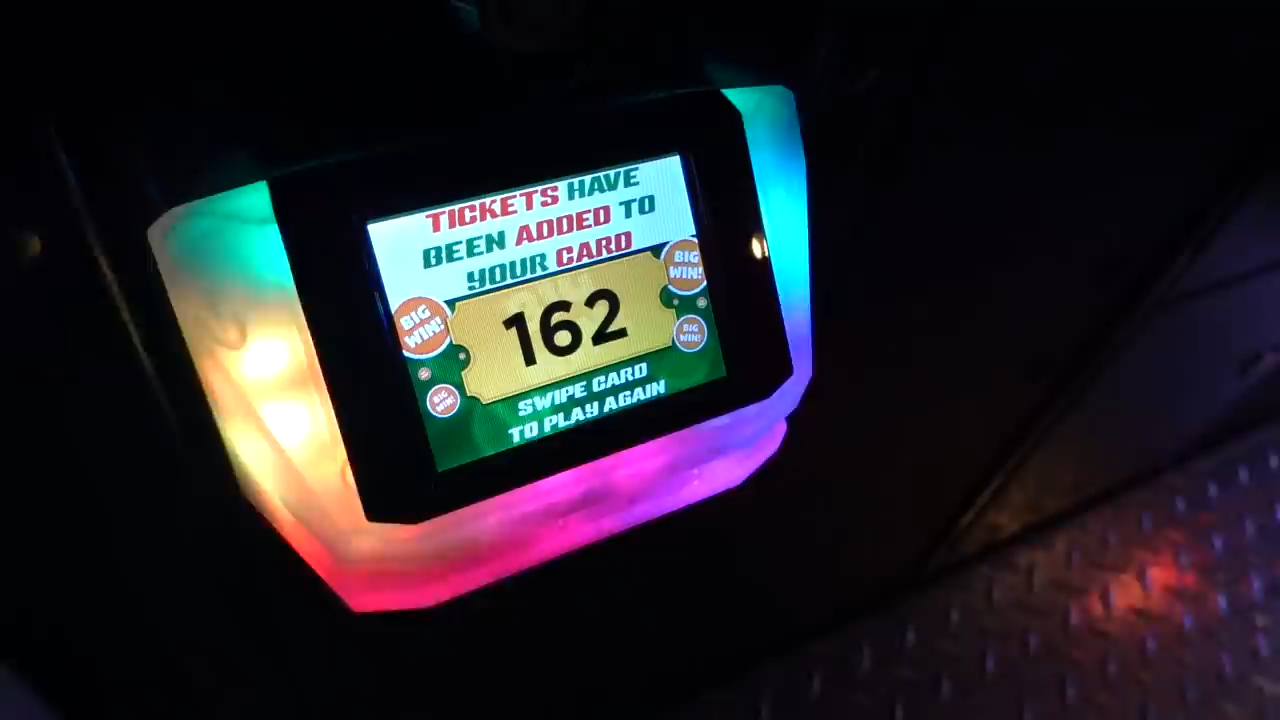 TICKETS HAVE
BEEN ADDED TO
YOUR CARD
BIG
WIN!
BIG
WIN!
162
BIG
WIN!
BIG
WIN!
SWIPE CARD
TO PLAY AGAIN